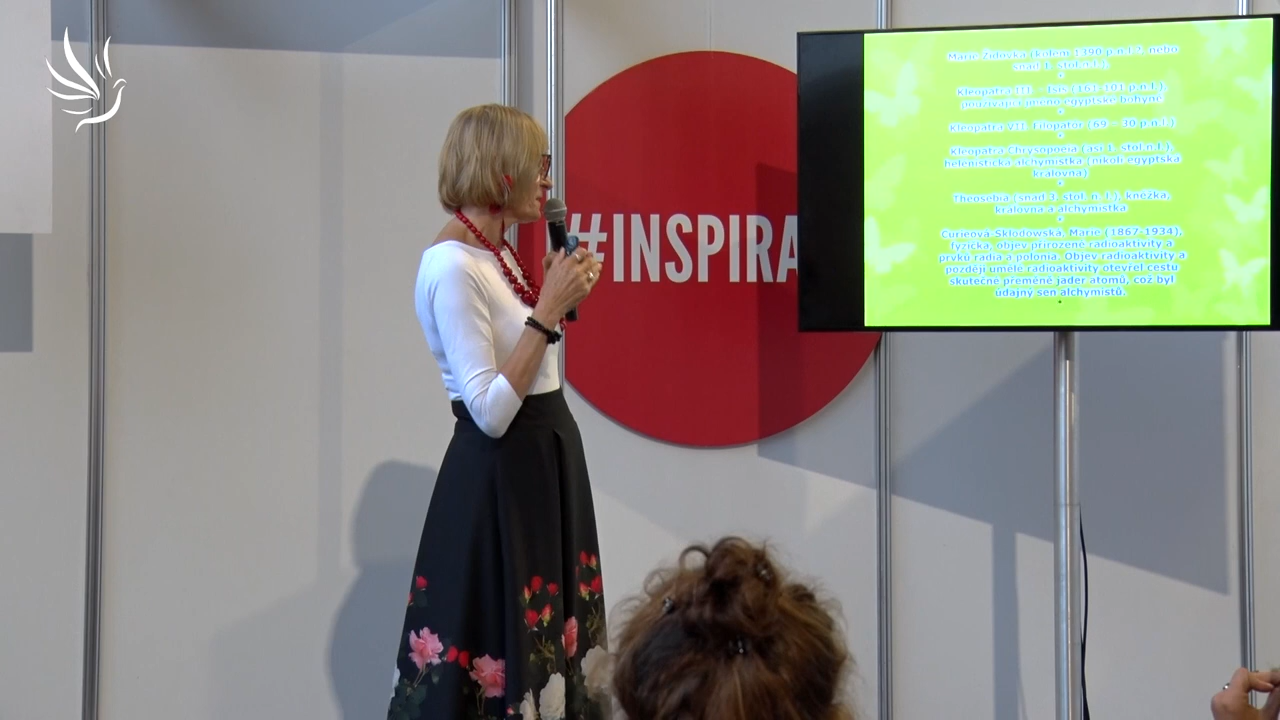 #INSPIRA
Marie Židovka (kolem 1390 p.n.l.?, nebo
snad 1. stol.n.l.),
Kleopatra III. – Isis (161-101 p.n.l.),
používající jméno egyptské bohyně
Kleopatra VII. Filopatór (69 – 30 p.n.l.)
Kleopatra Chrysopoeia (asi 1. stol.n.l.),
helénistická alchymistka (nikoli egyptská
královna)
Theosebia (snad 3. stol. n. l.), kněžka,
královna a alchymistka
Curieová-Skłodowská, Marie (1867-1934),
fyzička, objev přirozené radioaktivity a
prvků radia a polonia. Objev radioaktivity a
později umělé radioaktivity otevřel cestu
skutečné přeměně jader atomů, což byl
údajný sen alchymistů.